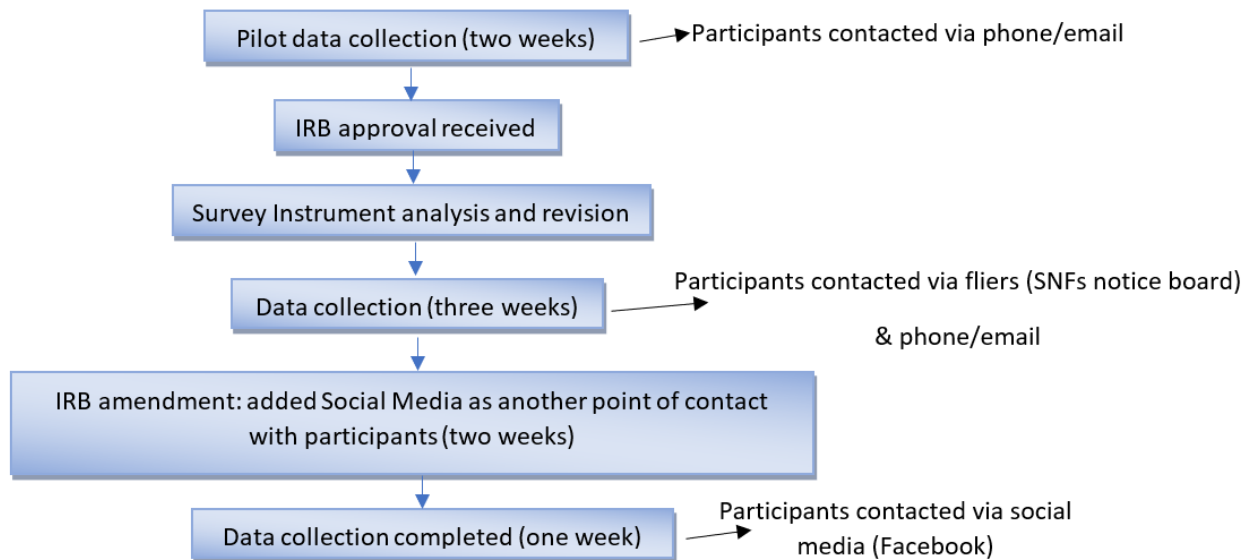 Pilot data collection (two weeks)
Participants contacted via phone/email
IRB approval received
Survey Instrument analysis and revision
Data collection (three weeks)
Participants contacted via fliers (SNFs notice board)
& phone/email
IRB amendment: added Social Media as another point of contact
with participants (two weeks)
Data collection completed (one week)
Participants contacted via social
media (Facebook)